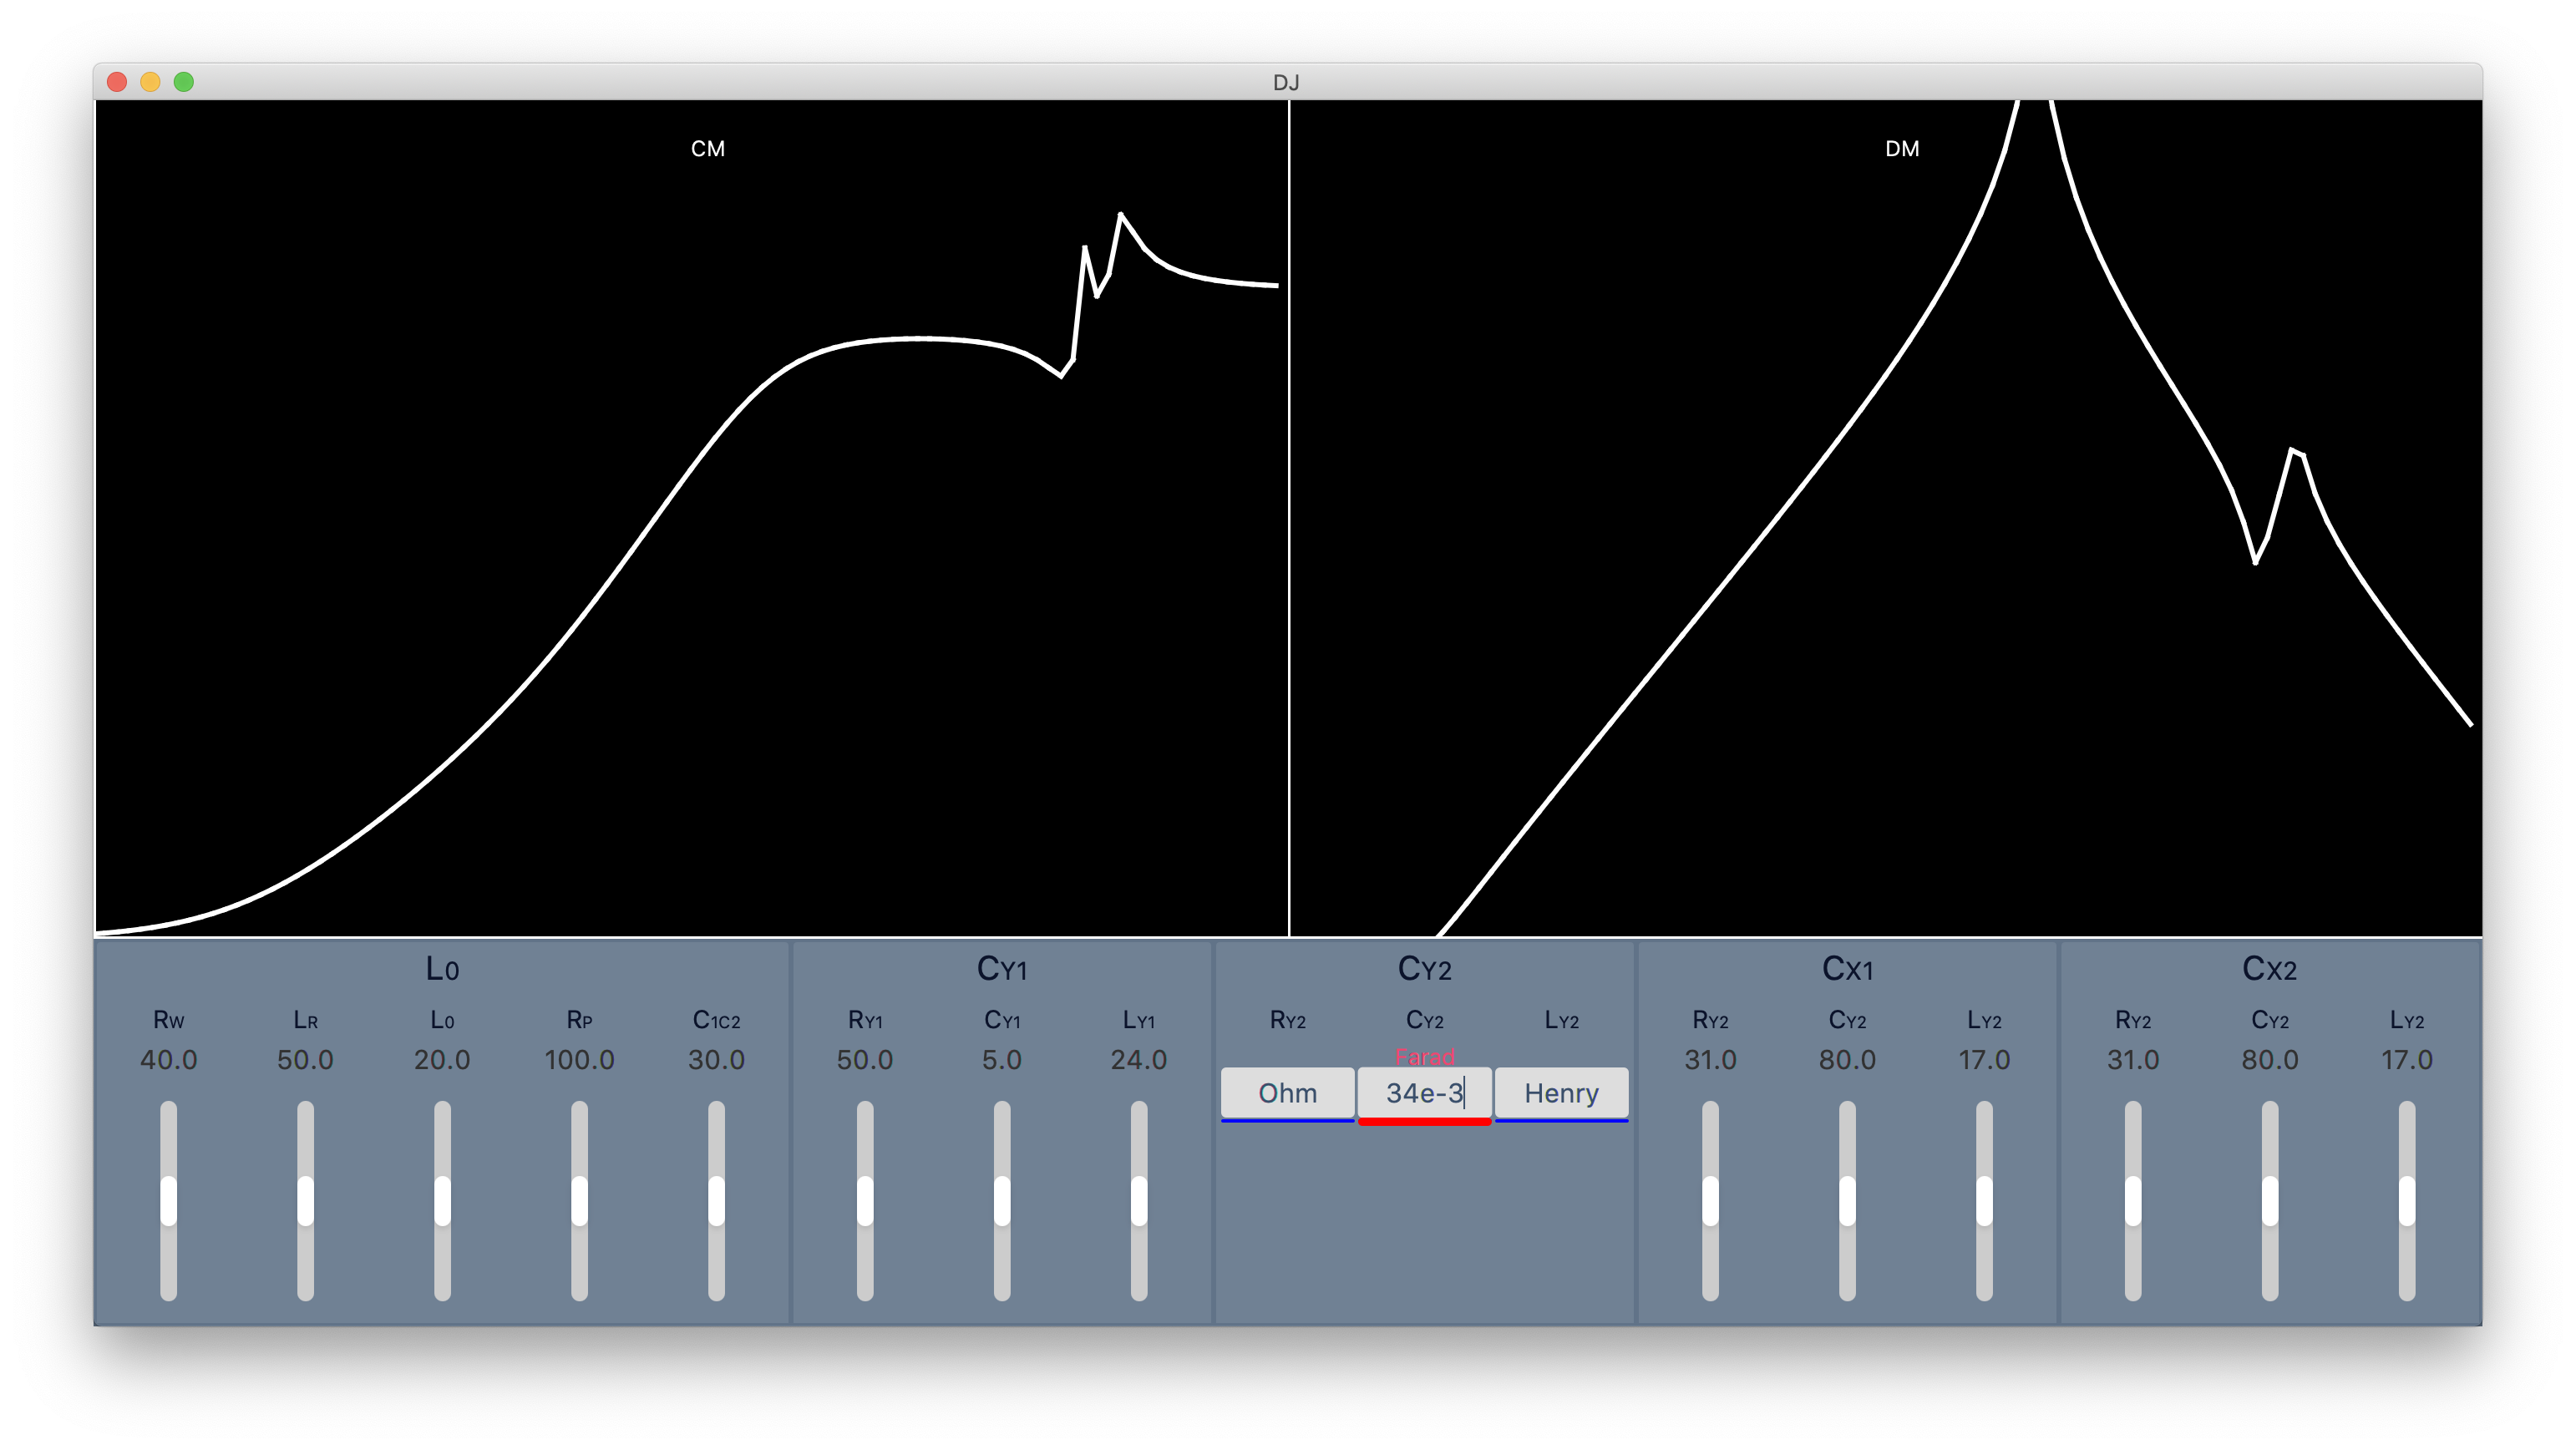 DJ
CM
DM
L0
CY1
CY2
CX1
CX2
RW LR L0 RP C1C2 RY1 CY1 LY1 RY2 CY2 LY2 RY2 CY2 LY2 RY2 CY2 LY2
40.0 50.0 20.0 100.0 30.0 50.0 5.0 24.0 Farad 31.0 80.0 17.0 31.0 80.0 17.0
Ohm 34e-3 Henry